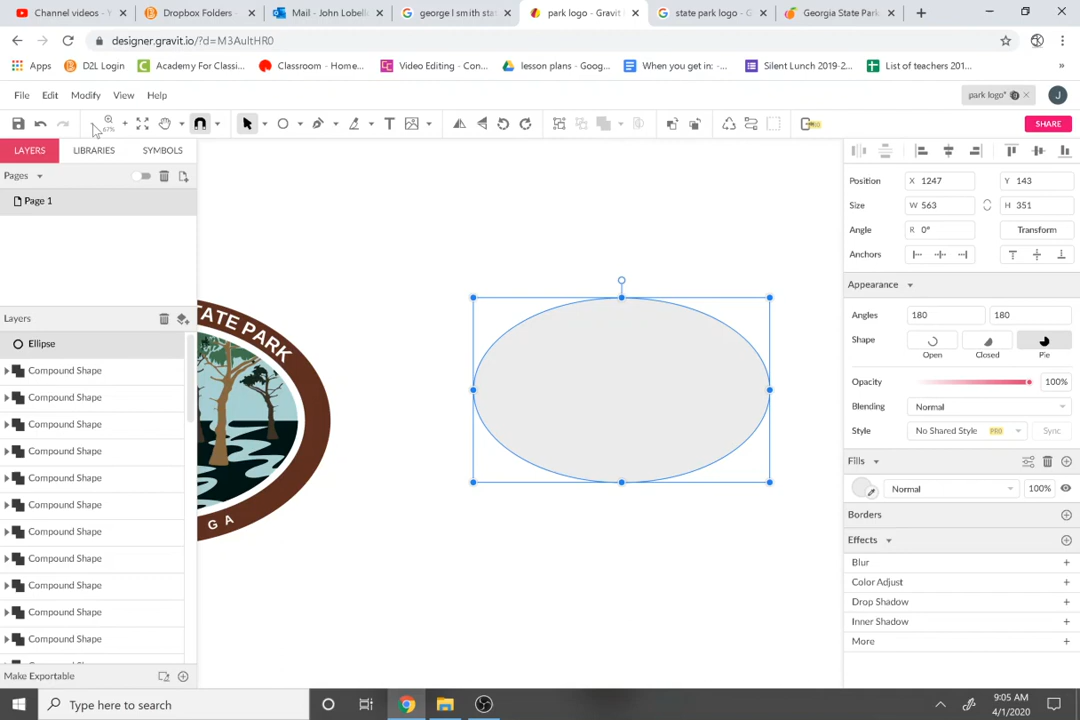 Channel videos - Y
Dropbox Folders -
Mail - John Lobell
george l smith sta
park logo - Gravit
state park logo - G
Georgia State Park
designer.gravit.io/?d=M3AultHR0
Apps D2L Login Academy For Classi... Classroom - Home... Video Editing - Con... lesson plans - Goog... When you get in: ... Silent Lunch 2019-2... List of teachers 201...
File Edit Modify View Help
park logo*
J
67%
T
PRO
SHARE
LAYERS LIBRARIES SYMBOLS
Pages
Page 1
Layers
Ellipse
Compound Shape
Compound Shape
Compound Shape
Compound Shape
Compound Shape
Compound Shape
Compound Shape
Compound Shape
Compound Shape
Compound Shape
Compound Shape
Make Exportable
TATE PARK
G A
Position X 1247 Y 143
Size W 563 H 351
Angle R 0° Transform
Anchors
Appearance
Angles 180 180
Shape Open Closed Pie
Opacity 100%
Blending Normal
Style No Shared Style PRO Sync
Fills
Normal 100%
Borders
Effects
Blur
Color Adjust
Drop Shadow
Inner Shadow
More
Type here to search
9:05 AM
4/1/2020